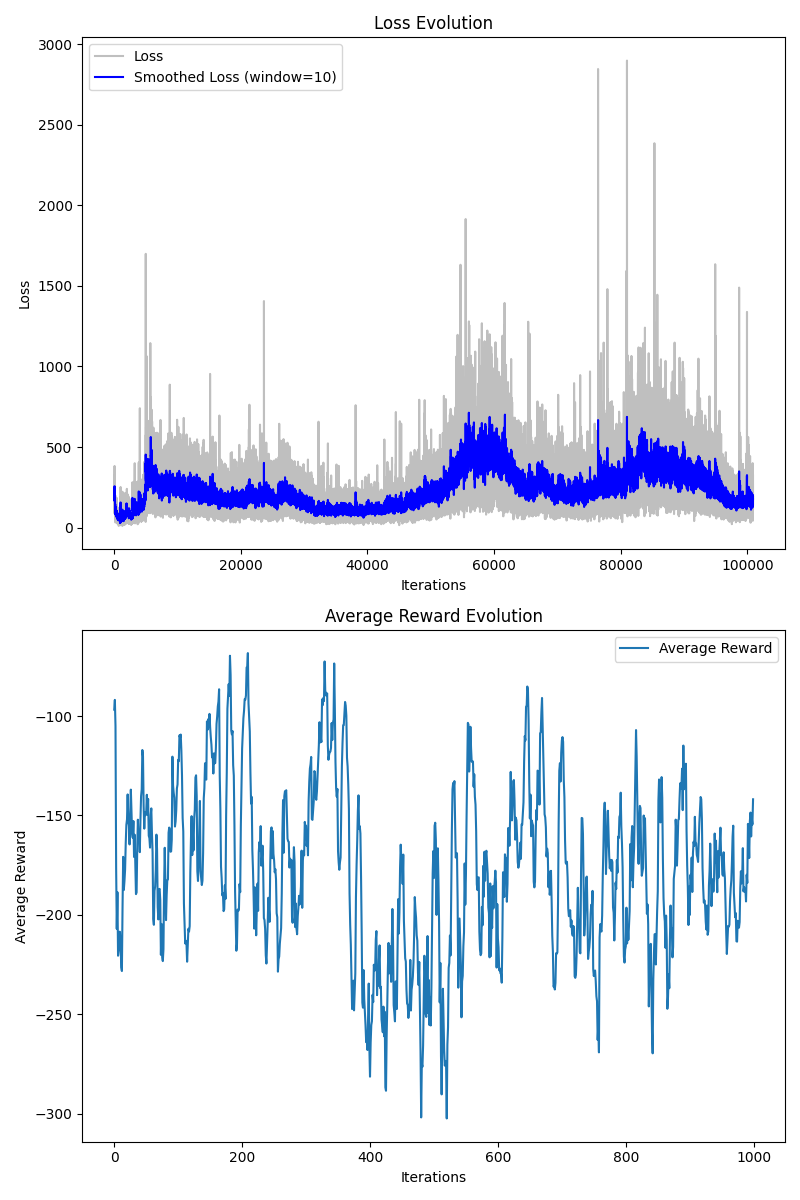 Loss Evolution
3000
2500
2000
1500
1000
500
0
Loss
Loss
Smoothed Loss (window=10)
0 20000 40000 60000 80000 100000
Iterations
Average Reward Evolution
Average Reward
−100
−150
−200
−250
−300
Average Reward
0 200 400 600 800 1000
Iterations